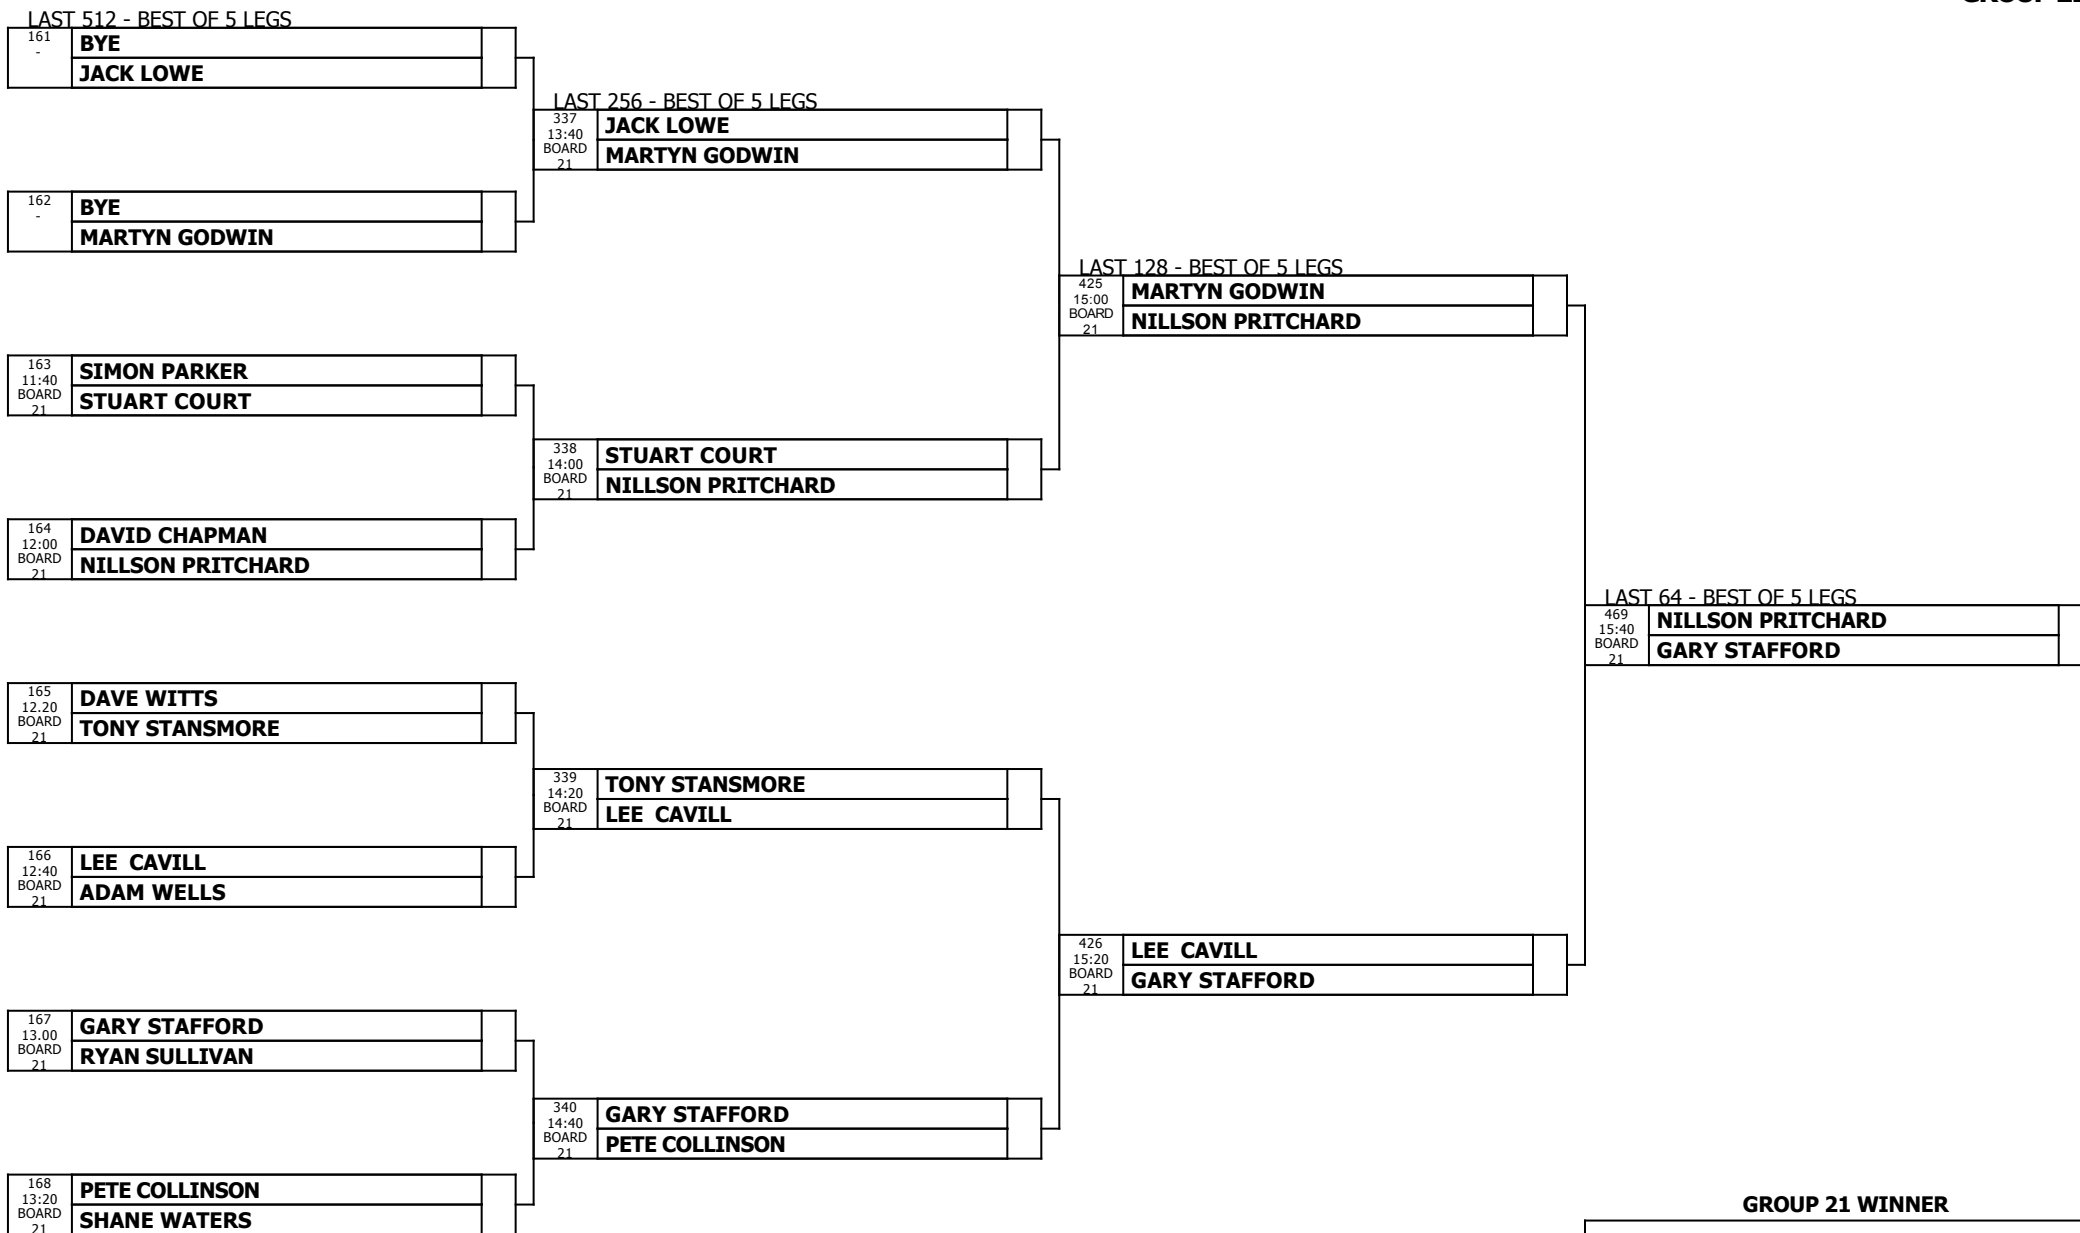 LAST 512 - BEST OF 5 LEGS
161
-
BYE
JACK LOWE
LAST 256 - BEST OF 5 LEGS
337
13:40
BOARD
21
JACK LOWE
MARTYN GODWIN
162
-
BYE
MARTYN GODWIN
LAST 128 - BEST OF 5 LEGS
425
15:00
BOARD
21
MARTYN GODWIN
NILLSON PRITCHARD
163
11:40
BOARD
21
SIMON PARKER
STUART COURT
338
14:00
BOARD
21
STUART COURT
NILLSON PRITCHARD
164
12:00
BOARD
21
DAVID CHAPMAN
NILLSON PRITCHARD
LAST 64 - BEST OF 5 LEGS
469
15:40
BOARD
21
NILLSON PRITCHARD
GARY STAFFORD
165
12.20
BOARD
21
DAVE WITTS
TONY STANSMORE
339
14:20
BOARD
21
TONY STANSMORE
LEE  CAVILL
166
12:40
BOARD
21
LEE  CAVILL
ADAM WELLS
426
15:20
BOARD
21
LEE  CAVILL
GARY STAFFORD
167
13.00
BOARD
21
GARY STAFFORD
RYAN SULLIVAN
340
14:40
BOARD
21
GARY STAFFORD
PETE COLLINSON
168
13:20
BOARD
21
PETE COLLINSON
SHANE WATERS
GROUP 21 WINNER